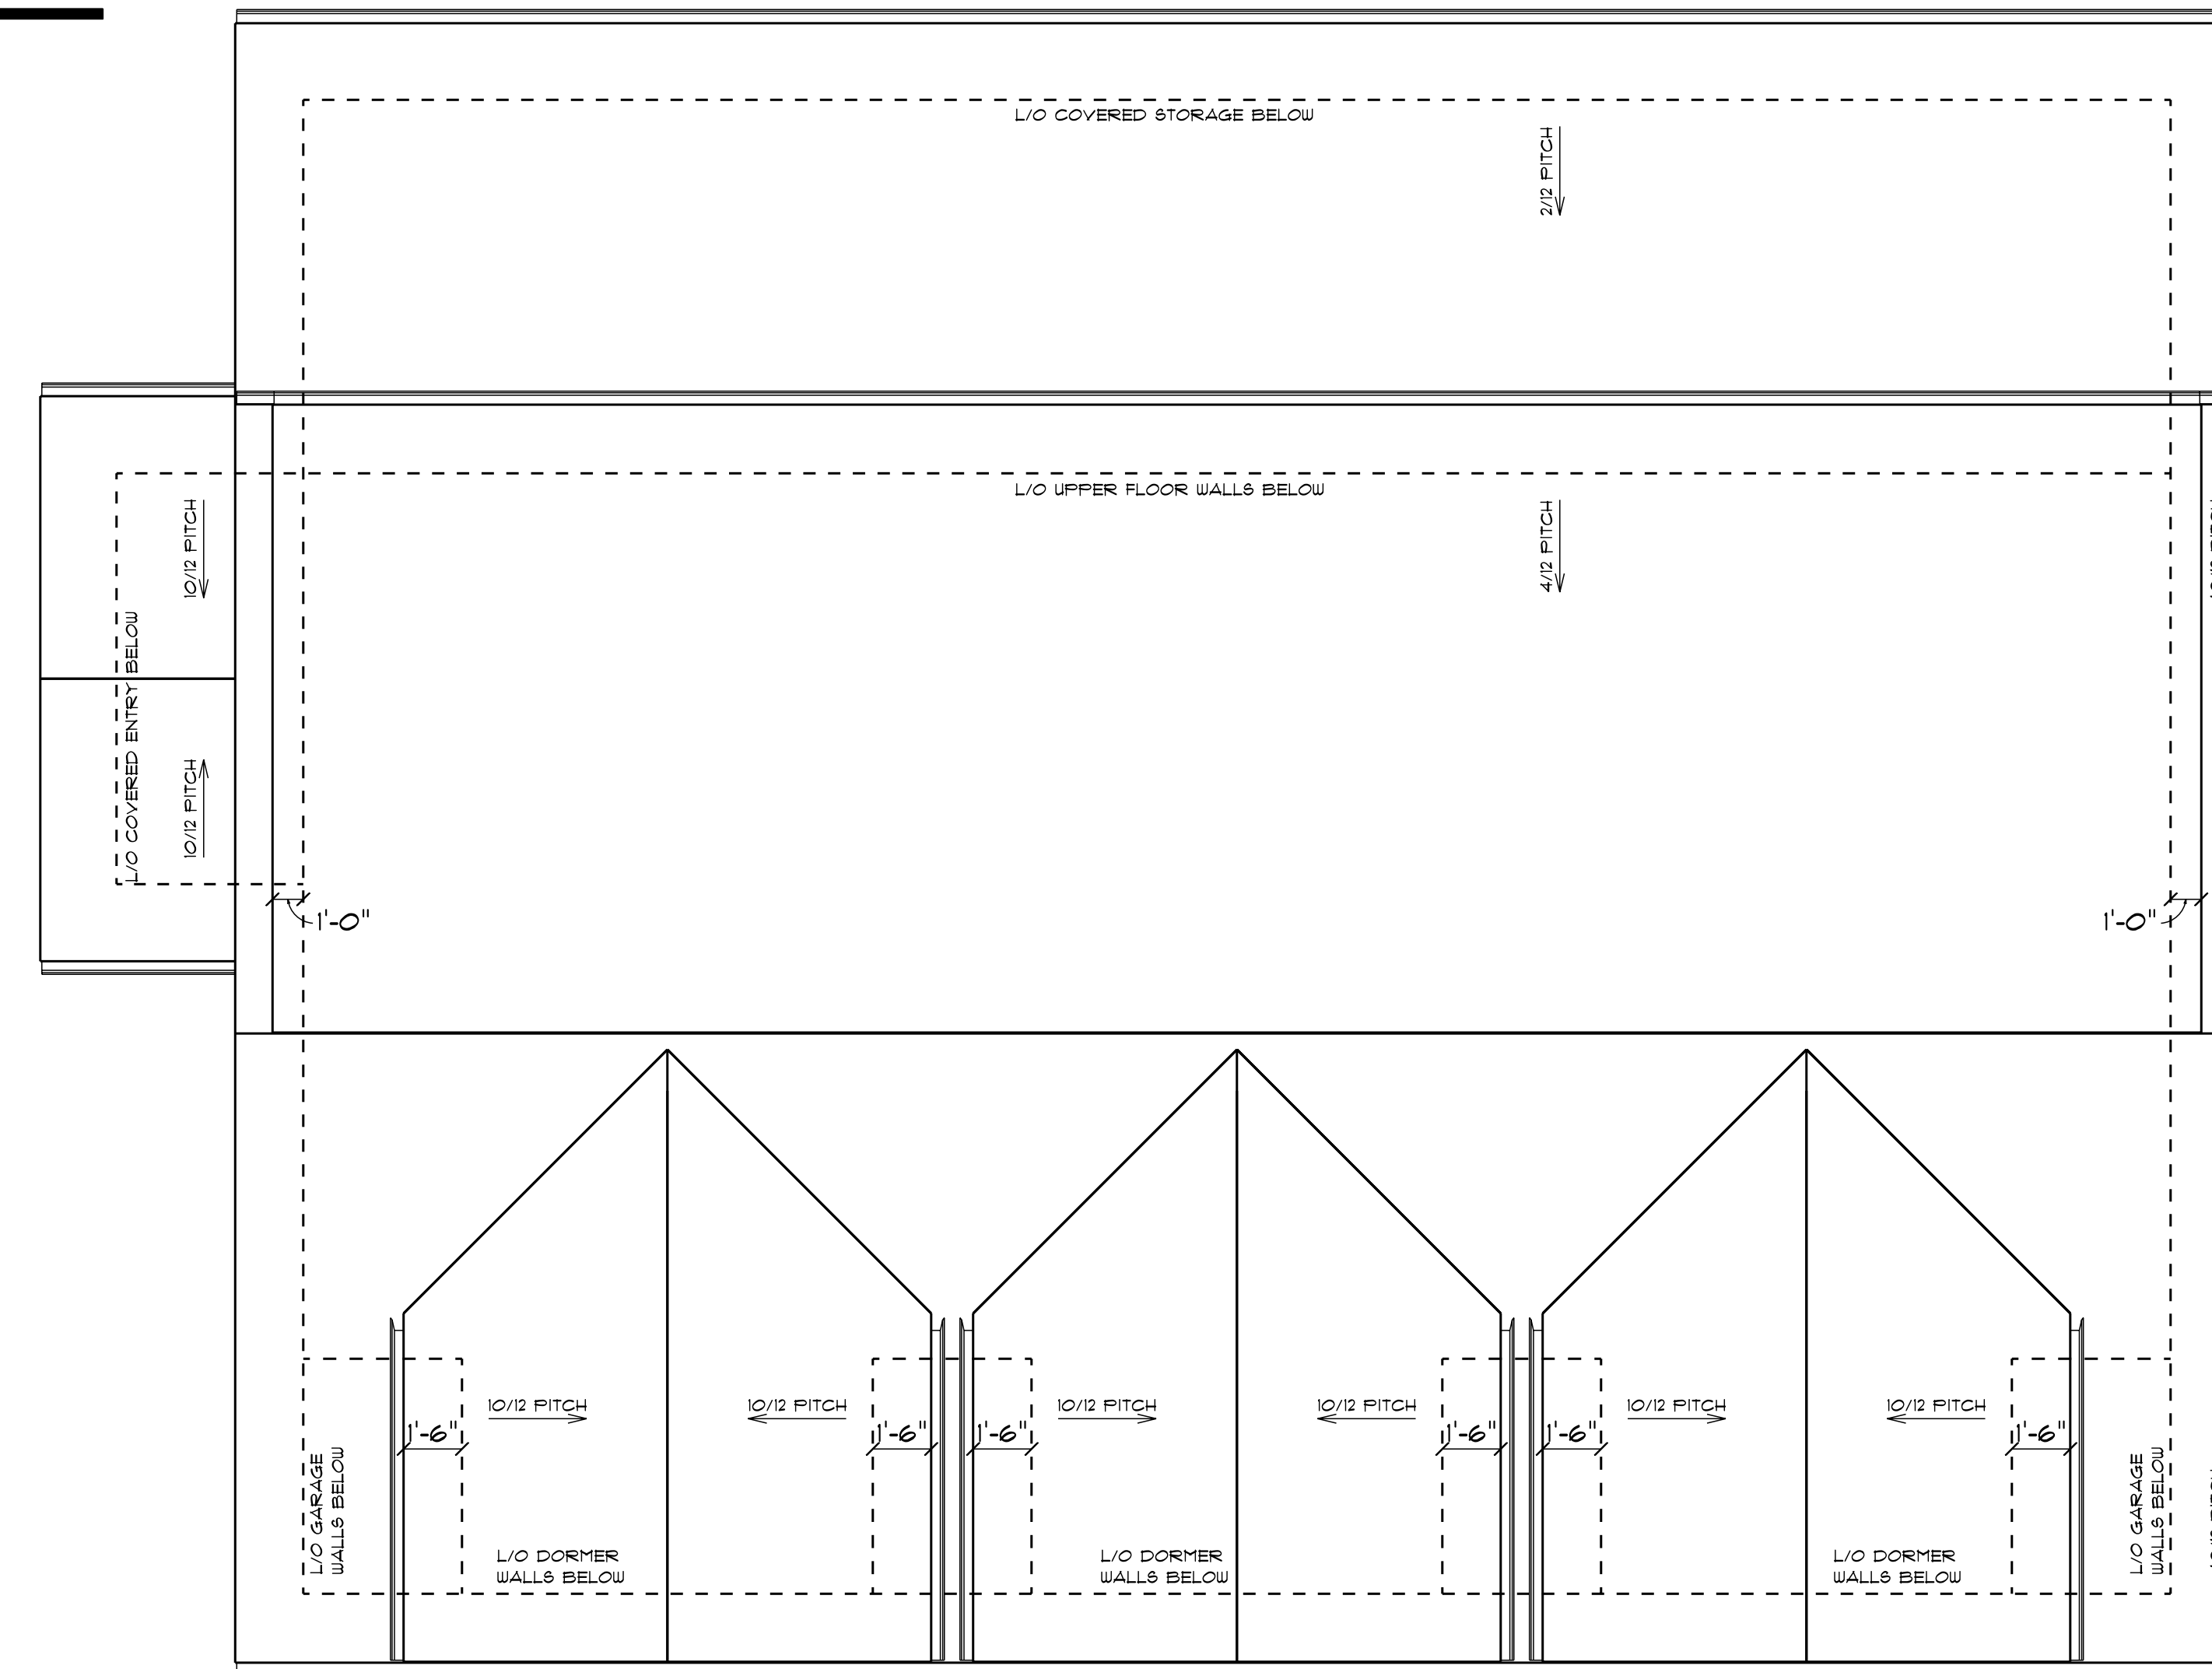 L/O COVERED STORAGE BELOW
2/12 PITCH
L/O UPPER FLOOR WALLS BELOW
10/12 PITCH
4/12 PITCH
L/O COVERED ENTRY BELOW
10/12 PITCH
1'-0"
1'-0"
10/12 PITCH
10/12 PITCH
10/12 PITCH
10/12 PITCH
10/12 PITCH
10/12 PITCH
1'-6"
1'-6"
1'-6"
1'-6"
1'-6"
1'-6"
L/O GARAGE
WALLS BELOW
L/O DORMER
WALLS BELOW
L/O DORMER
WALLS BELOW
L/O DORMER
WALLS BELOW
L/O GARAGE
WALLS BELOW